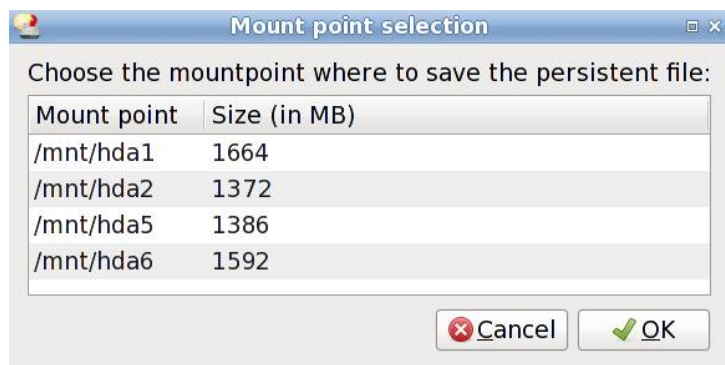 Mount point selection
Choose the mountpoint where to save the persistent file:
Mount point Size (in MB)
/mnt/hda1 1664
/mnt/hda2 1372
/mnt/hda5 1386
/mnt/hda6 1592
Cancel OK